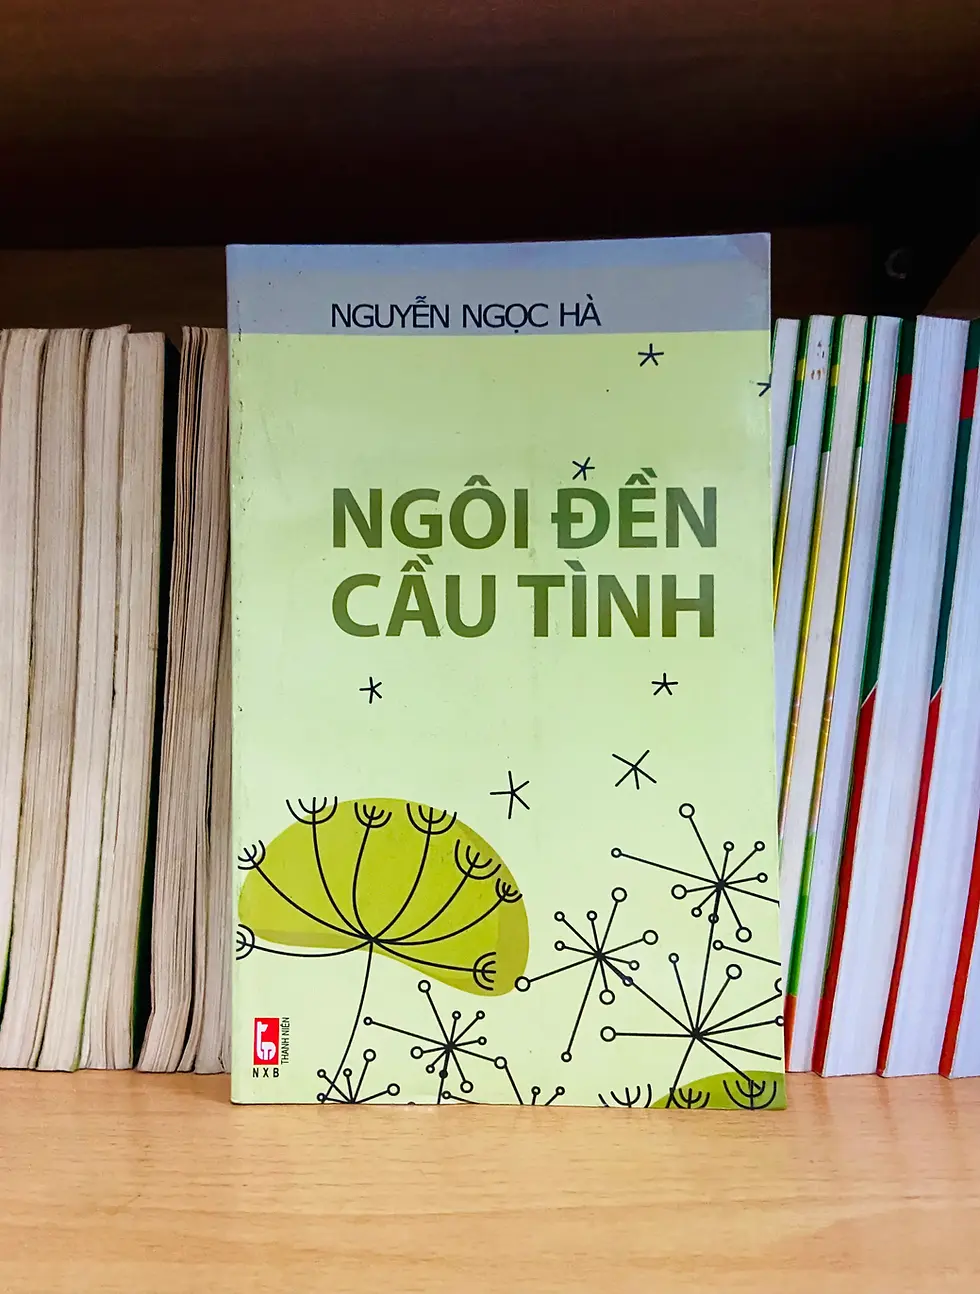 NGUYỄN NGỌC HÀ
NGÔI ĐỀN
CẦU TÌNH
THANH NIÊN
NXB